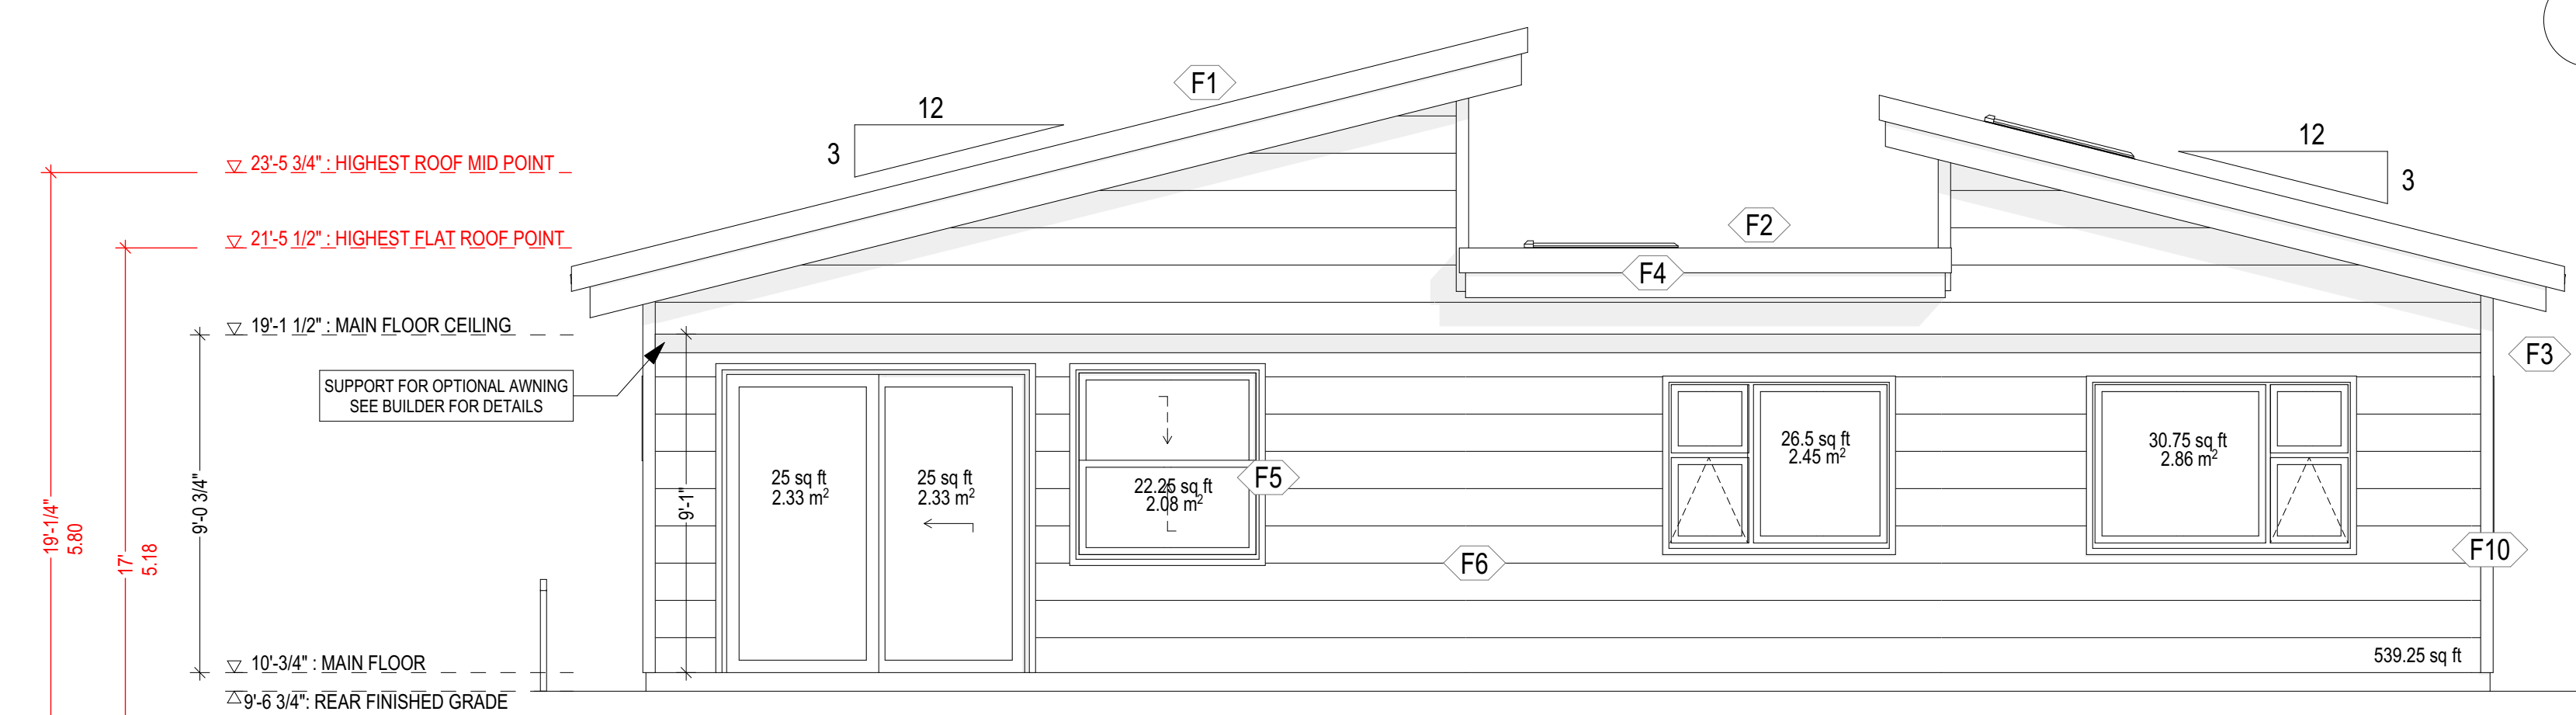 F1
12
3
12
3
23'-5 3/4" : HIGHEST ROOF MID POINT
F2
21'-5 1/2" : HIGHEST FLAT ROOF POINT
F4
19'-1 1/2" : MAIN FLOOR CEILING
F3
SUPPORT FOR OPTIONAL AWNING
SEE BUILDER FOR DETAILS
26.5 sq ft
2.45 m²
30.75 sq ft
2.86 m²
25 sq ft
2.33 m²
25 sq ft
2.33 m²
22.25 sq ft
2.08 m²
F5
19'-1/4"
5.80
17'
5.18
9'-0 3/4"
9'-1"
F6
F10
539.25 sq ft
10'-3/4" : MAIN FLOOR
9'-6 3/4": REAR FINISHED GRADE